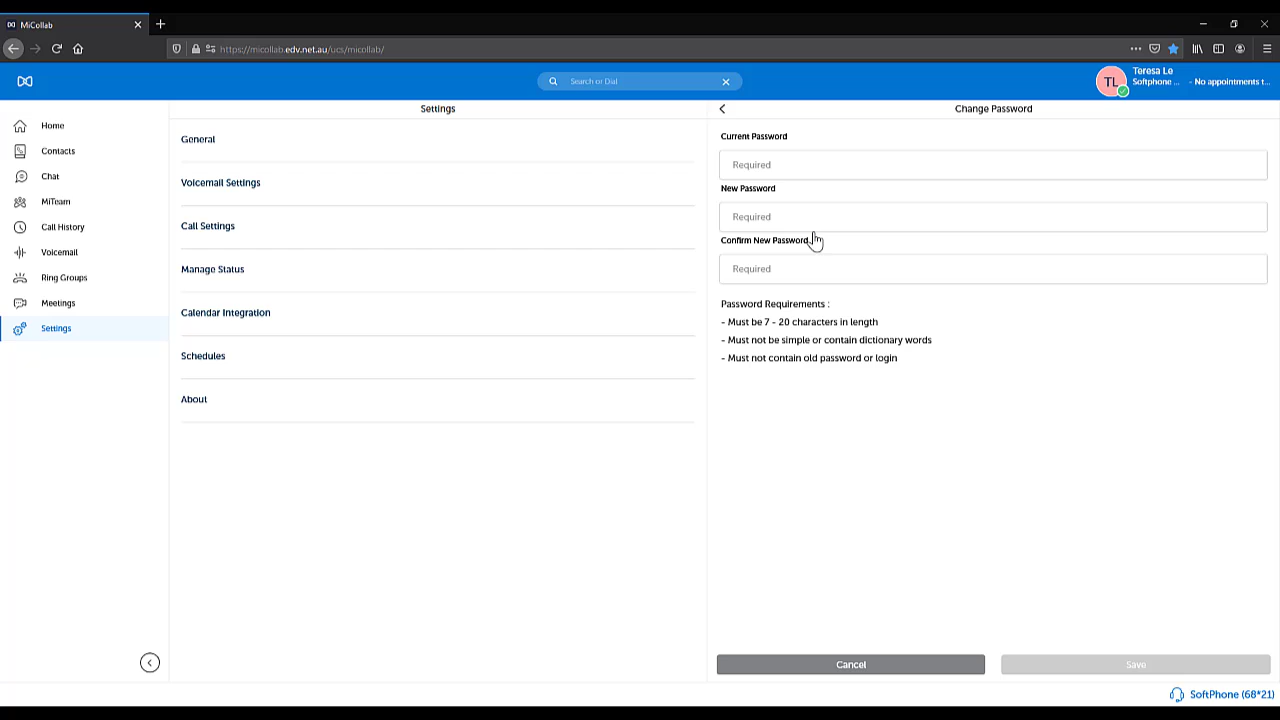 MiCollab
https://micollab.edv.net.au/ucs/micollab/
Search or Dial
TL
Teresa Le
Softphone ... - No appointments t...
Home
Contacts
Chat
MiTeam
Call History
Voicemail
Ring Groups
Meetings
Settings
Settings
General
Voicemail Settings
Call Settings
Manage Status
Calendar Integration
Schedules
About
Change Password
Current Password
Required
New Password
Required
Confirm New Password
Required
Password Requirements :
- Must be 7 - 20 characters in length
- Must not be simple or contain dictionary words
- Must not contain old password or login
Cancel
Save
SoftPhone (68*21)